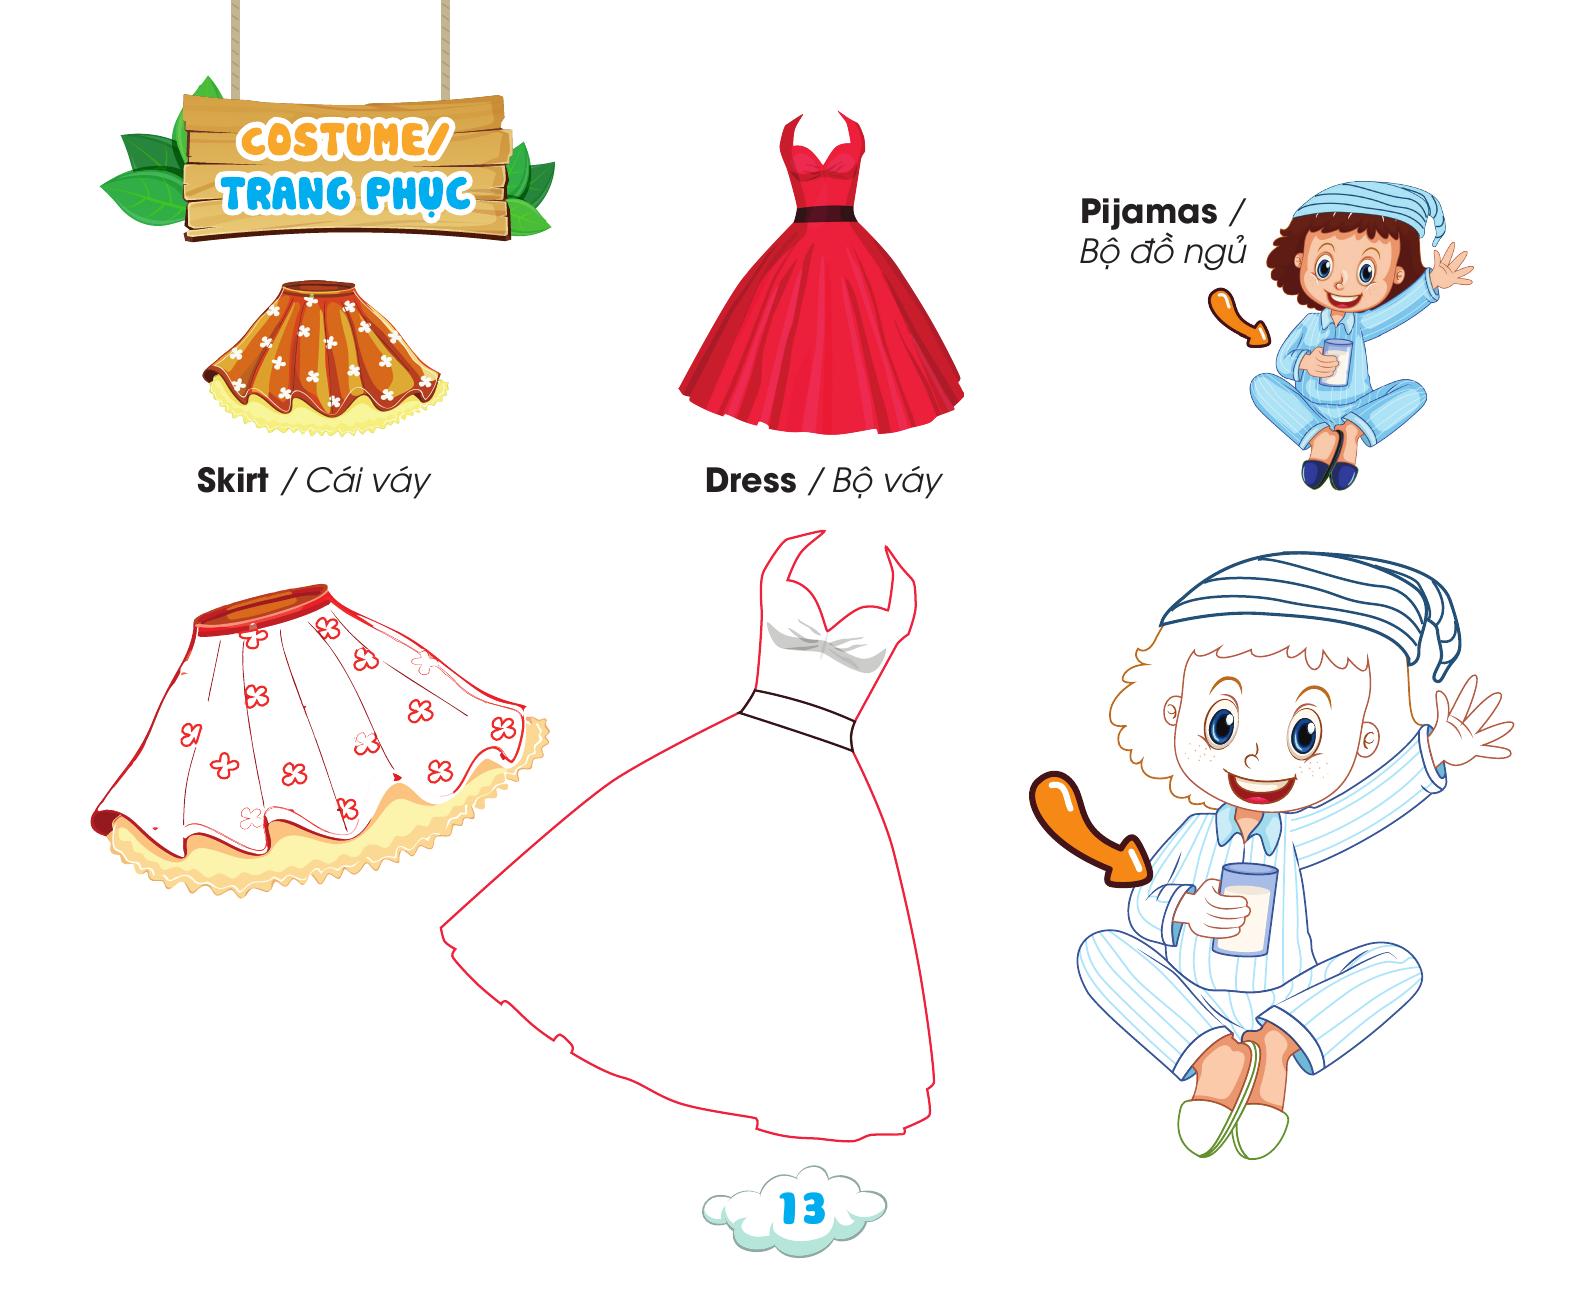 COSTUME/
TRANG PHỤC
Pijamas /
Bộ đồ ngủ
Skirt / Cái váy
Dress / Bộ váy
13